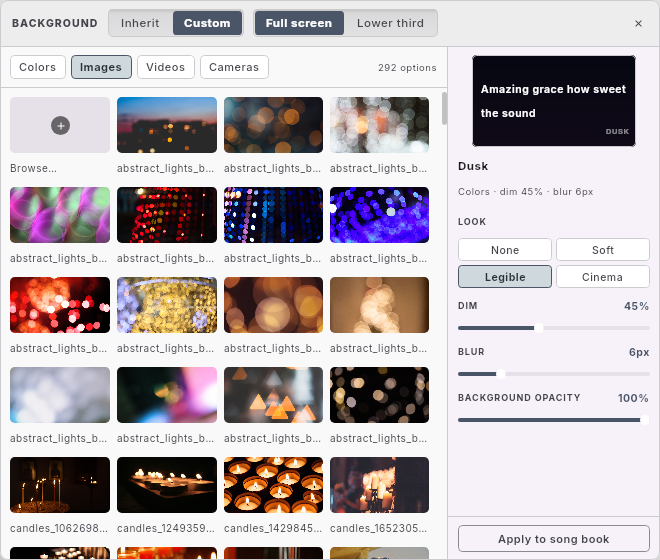 BACKGROUND Inherit Custom Full screen Lower third ×
Colors Images Videos Cameras 292 options
Browse... abstract_lights_b... abstract_lights_b... abstract_lights_b...
abstract_lights_b... abstract_lights_b... abstract_lights_b... abstract_lights_b...
abstract_lights_b... abstract_lights_b... abstract_lights_b... abstract_lights_b...
abstract_lights_b... abstract_lights_b... abstract_lights_b... abstract_lights_b...
candles_1062698... candles_1249359... candles_1429845... candles_1652305...
Amazing grace how sweet
the sound
DUSK
Dusk
Colors · dim 45% · blur 6px
LOOK
None Soft
Legible Cinema
DIM 45%
BLUR 6px
BACKGROUND OPACITY 100%
Apply to song book